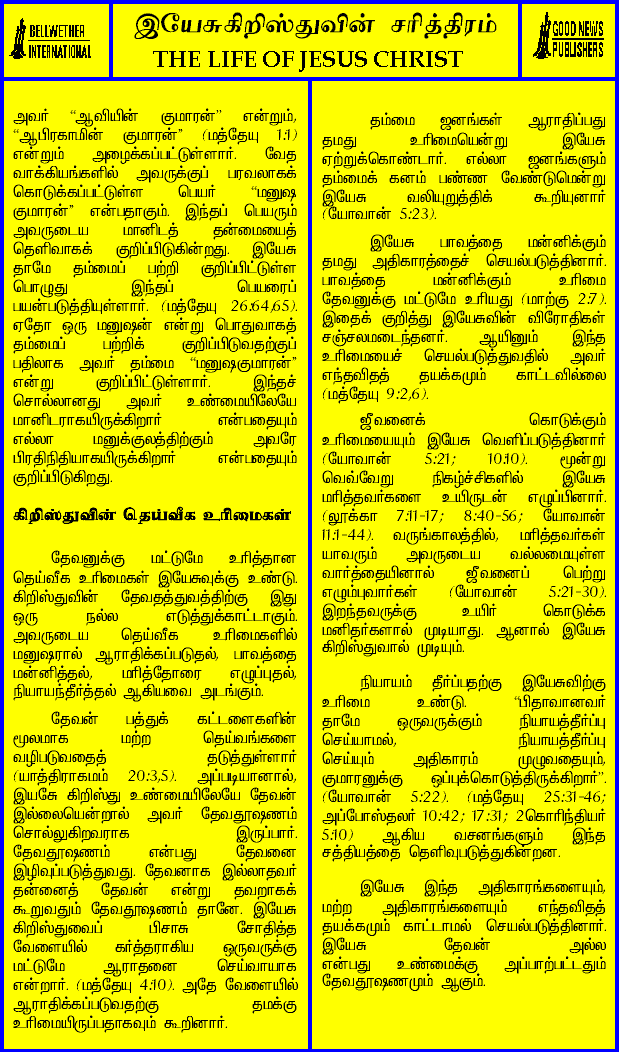 BELLWETHER
INTERNATIONAL
இயேசுகிறிஸ்துவின் சரித்திரம்
THE LIFE OF JESUS CHRIST
GOOD NEWS
PUBLISHERS
அவர் “ஆவியின் குமாரன்” என்றும்,
“ஆபிரகாமின் குமாரன்” (மத்தேயு 1:1)
என்றும் அழைக்கப்பட்டுள்ளார். வேத
வாக்கியங்களில் அவருக்குப் பரவலாகக்
கொடுக்கப்பட்டுள்ள பெயர் “மனுஷ
குமாரன்” என்பதாகும். இந்தப் பெயரும்
அவருடைய மானிடத் தன்மையைத்
தெளிவாகக் குறிப்பிடுகின்றது. இயேசு
தாமே தம்மைப் பற்றி குறிப்பிட்டுள்ள
பொழுது இந்தப் பெயரைப்
பயன்படுத்தியுள்ளார். (மத்தேயு 26:64,65).
ஏதோ ஒரு மனுஷன் என்று பொதுவாகத்
தம்மைப் பற்றிக் குறிப்பிடுவதற்குப்
பதிலாக அவர் தம்மை “மனுஷகுமாரன்”
என்று குறிப்பிட்டுள்ளார். இந்தச்
சொல்லானது அவர் உண்மையிலேயே
மானிடராகயிருக்கிறார் என்பதையும்
எல்லா மனுக்குலத்திற்கும் அவரே
பிரதிநிதியாகயிருக்கிறார் என்பதையும்
குறிப்பிடுகிறது.
கிறிஸ்துவின் தெய்வீக உரிமைகள்
தேவனுக்கு மட்டுமே உரித்தான
தெய்வீக உரிமைகள் இயேசுவுக்கு உண்டு.
கிறிஸ்துவின் தேவதத்துவத்திற்கு இது
ஒரு நல்ல எடுத்துக்காட்டாகும்.
அவருடைய தெய்வீக உரிமைகளில்
மனுஷரால் ஆராதிக்கப்படுதல், பாவத்தை
மன்னித்தல், மரித்தோரை எழுப்புதல்,
நியாயந்தீர்த்தல் ஆகியவை அடங்கும்.
தேவன் பத்துக் கட்டளைகளின்
மூலமாக மற்ற தெய்வங்களை
வழிபடுவதைத் தடுத்துள்ளார்
(யாத்திராகமம் 20:3,5). அப்படியானால்,
இயசேு கிறிஸ்து உண்மையிலேயே தேவன்
இல்லையென்றால் அவர் தேவதூஷணம்
சொல்லுகிறவராக இருப்பார்.
தேவதூஷணம் என்பது தேவனை
இழிவுப்படுத்துவது. தேவனாக இல்லாதவர்
தன்னைத் தேவன் என்று தவறாகக்
கூறுவதும் தேவதூஷணம் தானே. இயேசு
கிறிஸ்துவைப் பிசாசு சோதித்த
வேளையில் கர்த்தராகிய ஒருவருக்கு
மட்டுமே ஆராதனை செய்வாயாக
என்றார். (மத்தேயு 4:10). அதே வேளையில்
ஆராதிக்கப்படுவதற்கு தமக்கு
உரிமையிருப்பதாகவும் கூறினார்.
தம்மை ஜனங்கள் ஆராதிப்பது
தமது உரிமையென்று இயேசு
ஏற்றுக்கொண்டார். எல்லா ஜனங்களும்
தம்மைக் கனம் பண்ண வேண்டுமென்று
இயேசு வலியுறுத்திக் கூறியுனார்
(யோவான் 5:23).
இயேசு பாவத்தை மன்னிக்கும்
தமது அதிகாரத்தைச் செயல்படுத்தினார்.
பாவத்தை மன்னிக்கும் உரிமை
தேவனுக்கு மட்டுமே உரியது (மாற்கு 2:7).
இதைக் குறித்து இயேசுவின் விரோதிகள்
சஞ்சலமடைந்தனர். ஆயினும் இந்த
உரிமையைச் செயல்படுத்துவதில் அவர்
எந்தவிதத் தயக்கமும் காட்டவில்லை
(மத்தேயு 9:2,6).
ஜீவனைக் கொடுக்கும்
உரிமையையும் இயேசு வெளிப்படுத்தினார்
(யோவான் 5:21; 10:10). மூன்று
வெவ்வேறு நிகழ்ச்சிகளில் இயேசு
மரித்தவர்களை உயிருடன் எழுப்பினார்.
(லூக்கா 7:11-17; 8:40-56; யோவான்
11:1-44). வருங்காலத்தில், மரித்தவர்கள்
யாவரும் அவருடைய வல்லமையுள்ள
வார்த்தையினால் ஜீவனைப் பெற்று
எழும்புவார்கள் (யோவான் 5:21-30).
இறந்தவருக்கு உயிர் கொடுக்க
மனிதர்களால் முடியாது. ஆனால் இயேசு
கிறிஸ்துவால் முடியும்.
நியாயம் தீர்ப்பதற்கு இயேசுவிற்கு
உரிமை உண்டு. “பிதாவானவர்
தாமே ஒருவருக்கும் நியாயத்தீர்ப்பு
செய்யாமல், நியாயத்தீர்ப்பு
செய்யும் அதிகாரம் முழுவதையும்,
குமாரனுக்கு ஒப்புக்கொடுத்திருக்கிறார்”.
(யோவான் 5:22). (மத்தேயு 25:31-46;
அப்போஸ்தலர் 10:42; 17:31; 2கொரிந்தியர்
5:10) ஆகிய வசனங்களும் இந்த
சத்தியத்தை தெளிவுபடுத்துகின்றன.
இயேசு இந்த அதிகாரங்களையும்,
மற்ற அதிகாரங்களையும் எந்தவிதத்
தயக்கமும் காட்டாமல் செயல்படுத்தினார்.
இயேசு தேவன் அல்ல
என்பது உண்மைக்கு அப்பாற்பட்டதும்
தேவதூஷணமும் ஆகும்.